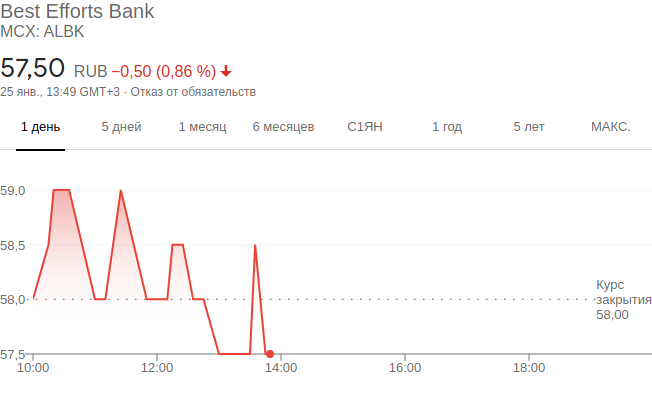 Best Efforts Bank
MCX: ALBK
57,50 RUB −0,50 (0,86 %)
25 янв., 13:49 GMT+3 · Отказ от обязательств
1 день 5 дней 1 месяц 6 месяцев С1ЯН 1 год 5 лет МАКС.
59,0
58,5
58,0
57,5
Курс
закрытия
58,00
10:00 12:00 14:00 16:00 18:00